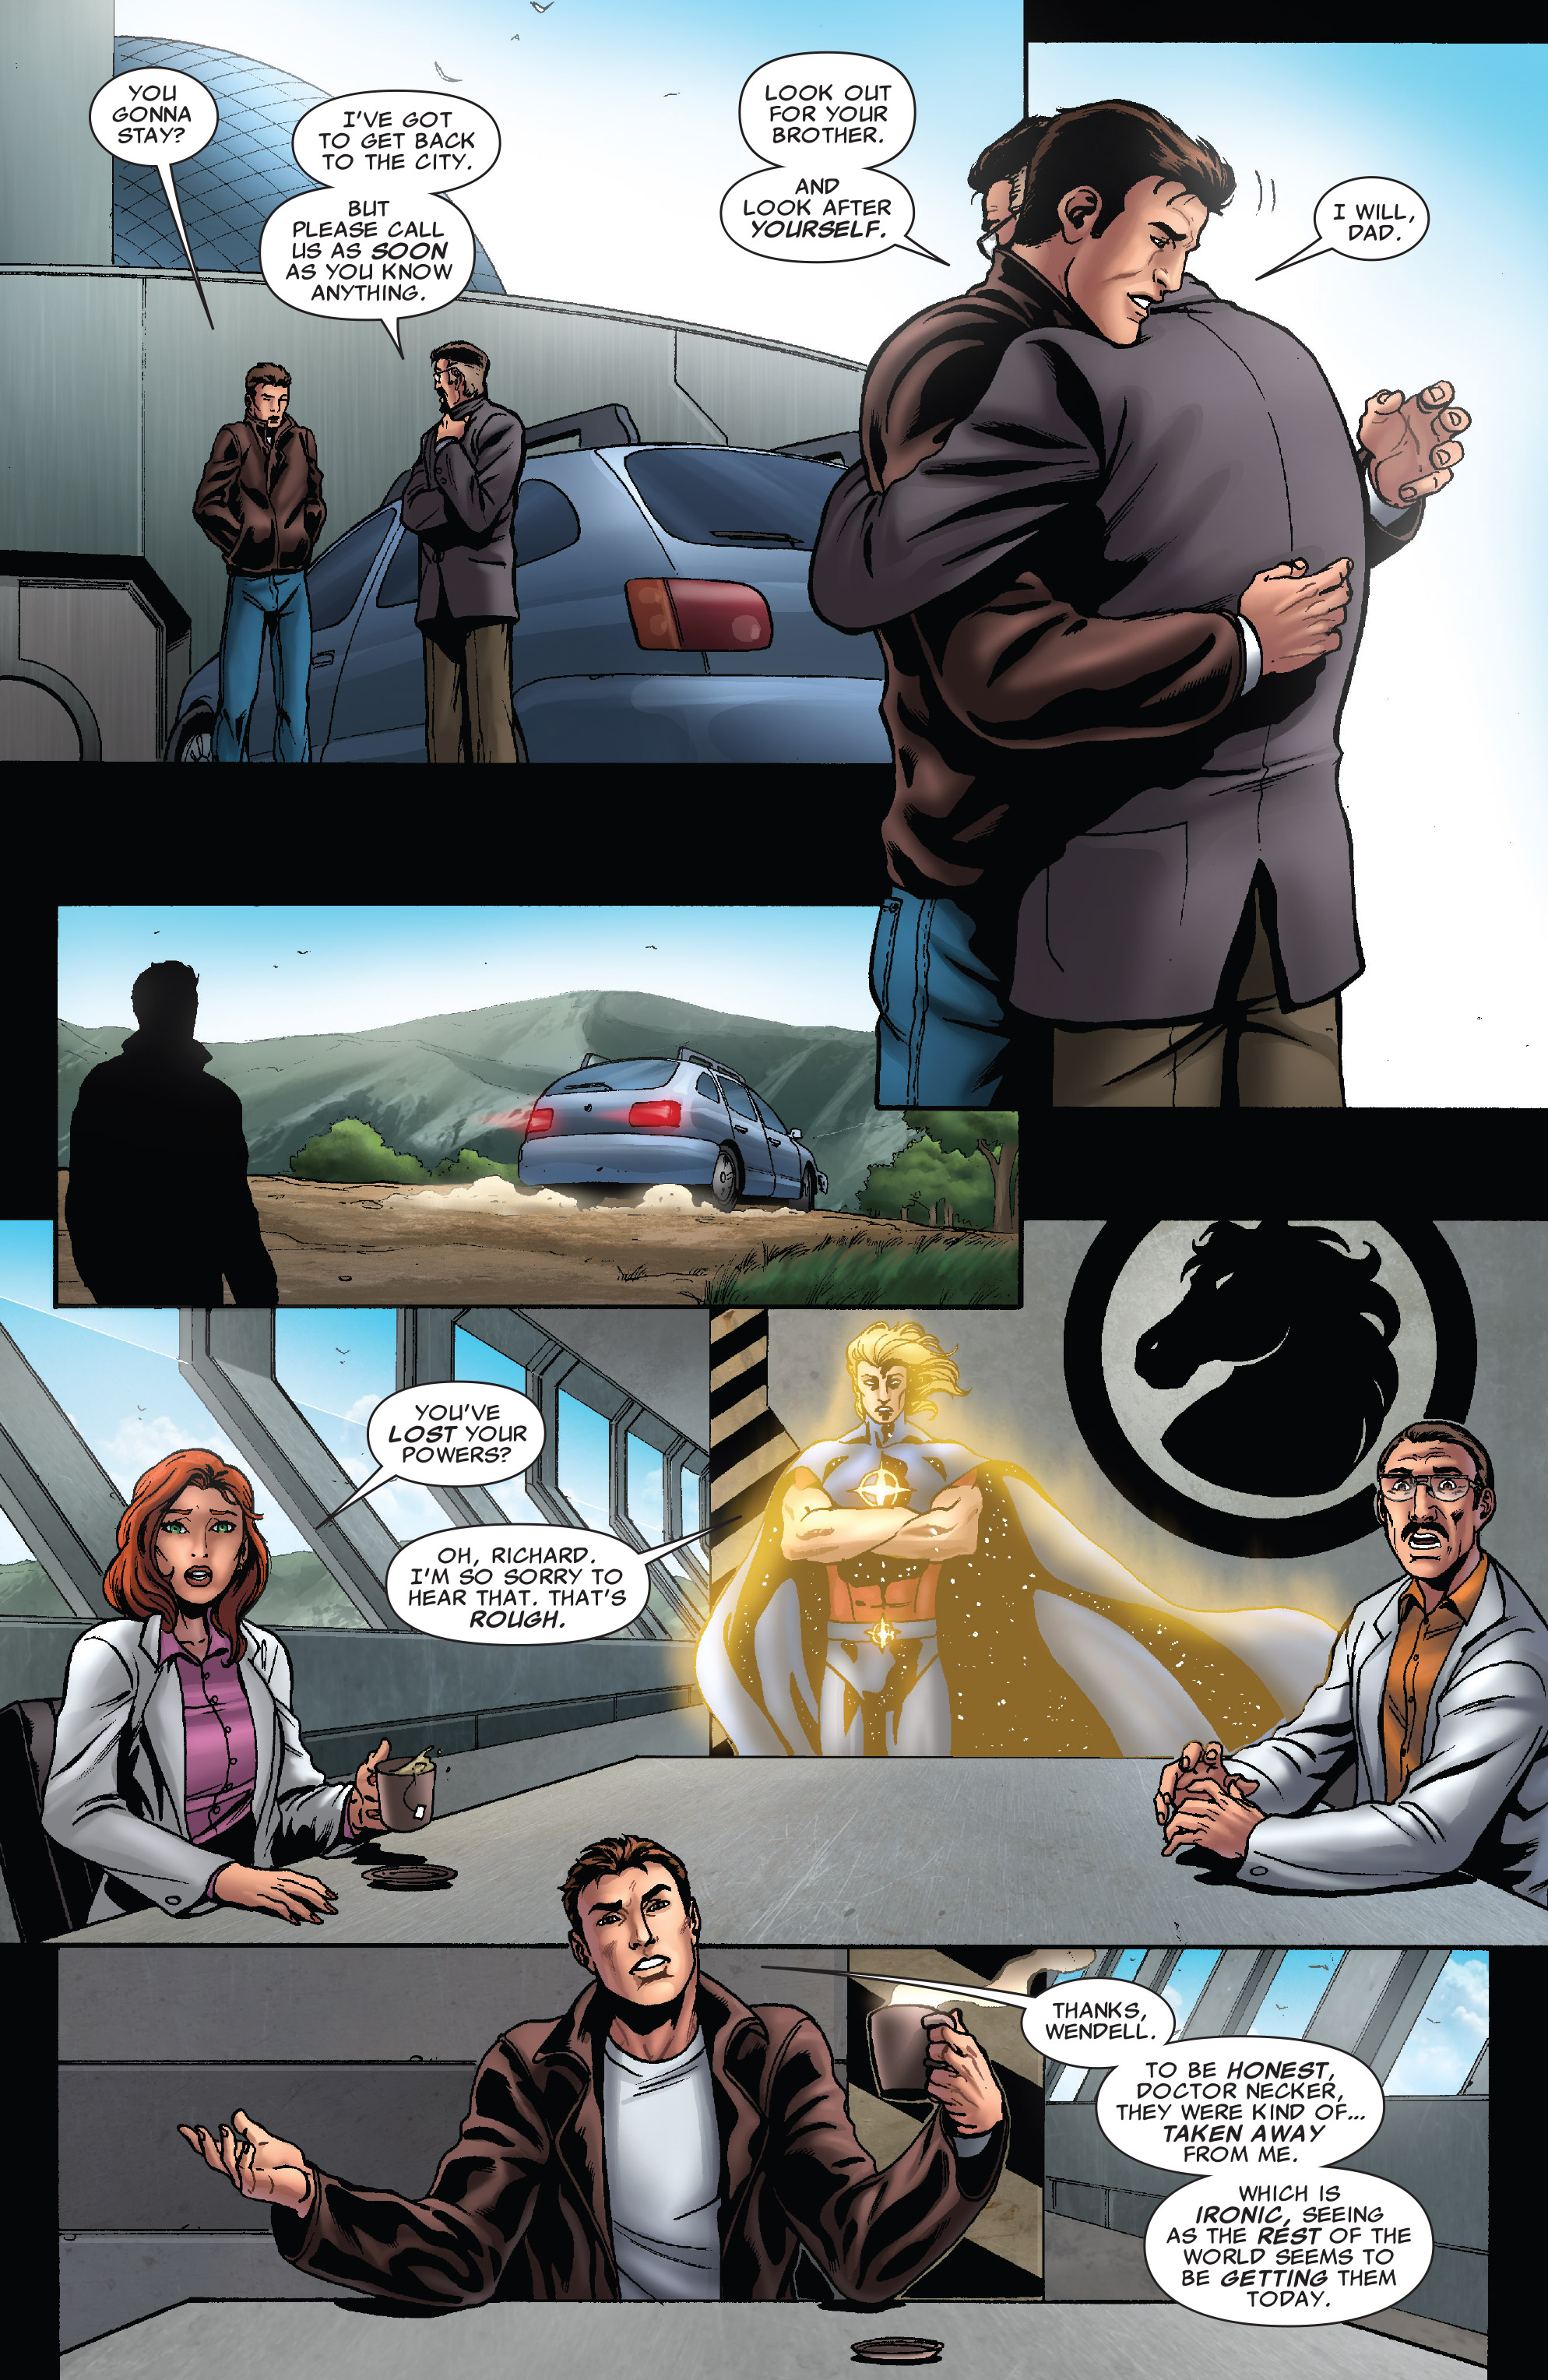 YOU
GONNA
STAY?
I'VE GOT
TO GET BACK
TO THE CITY.
BUT
PLEASE CALL
US AS SOON
AS YOU KNOW
ANYTHING.
LOOK OUT
FOR YOUR
BROTHER.
AND
LOOK AFTER
YOURSELF.
I WILL,
DAD.
YOU'VE
LOST YOUR
POWERS?
OH, RICHARD.
I'M SO SORRY TO
HEAR THAT. THAT'S
ROUGH.
THANKS,
WENDELL.
TO BE HONEST,
DOCTOR NECKER,
THEY WERE KIND OF...
TAKEN AWAY
FROM ME.
WHICH IS
IRONIC, SEEING
AS THE REST OF THE
WORLD SEEMS TO
BE GETTING THEM
TODAY.